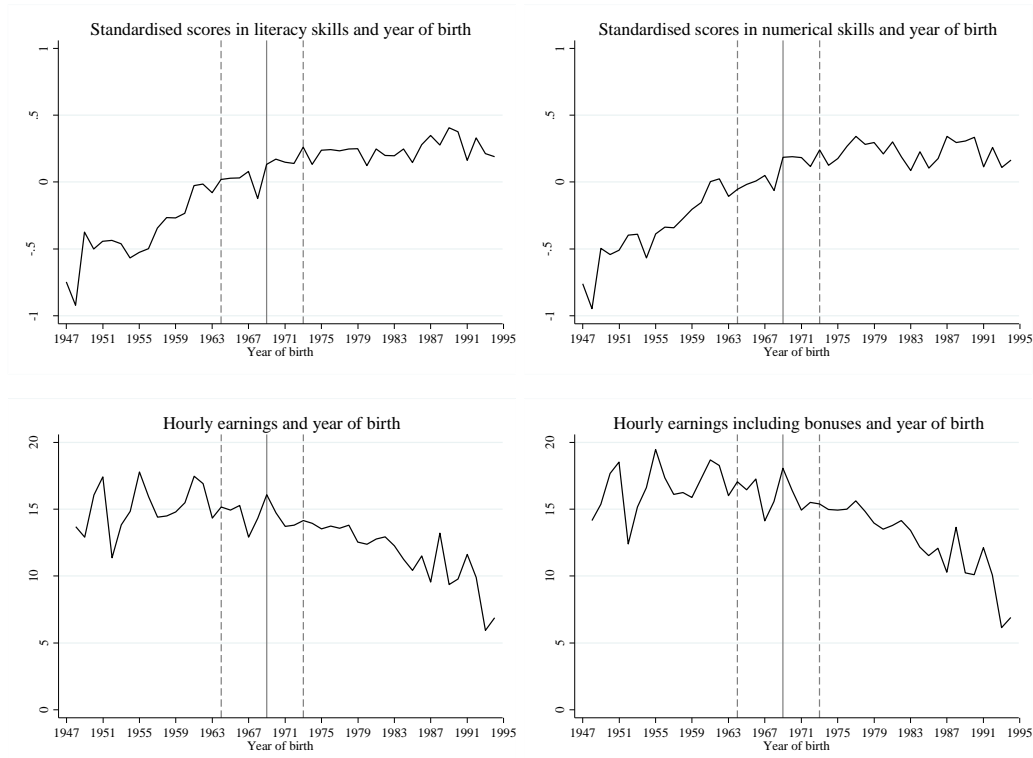 Standardised scores in literacy skills and year of birth
1
.5
0
-.5
-1
1947 1951 1955 1959 1963 1967 1971 1975 1979 1983 1987 1991 1995
Year of birth
Standardised scores in numerical skills and year of birth
1
.5
0
-.5
-1
1947 1951 1955 1959 1963 1967 1971 1975 1979 1983 1987 1991 1995
Year of birth
Hourly earnings and year of birth
20
15
10
5
0
1947 1951 1955 1959 1963 1967 1971 1975 1979 1983 1987 1991 1995
Year of birth
Hourly earnings including bonuses and year of birth
20
15
10
5
0
1947 1951 1955 1959 1963 1967 1971 1975 1979 1983 1987 1991 1995
Year of birth